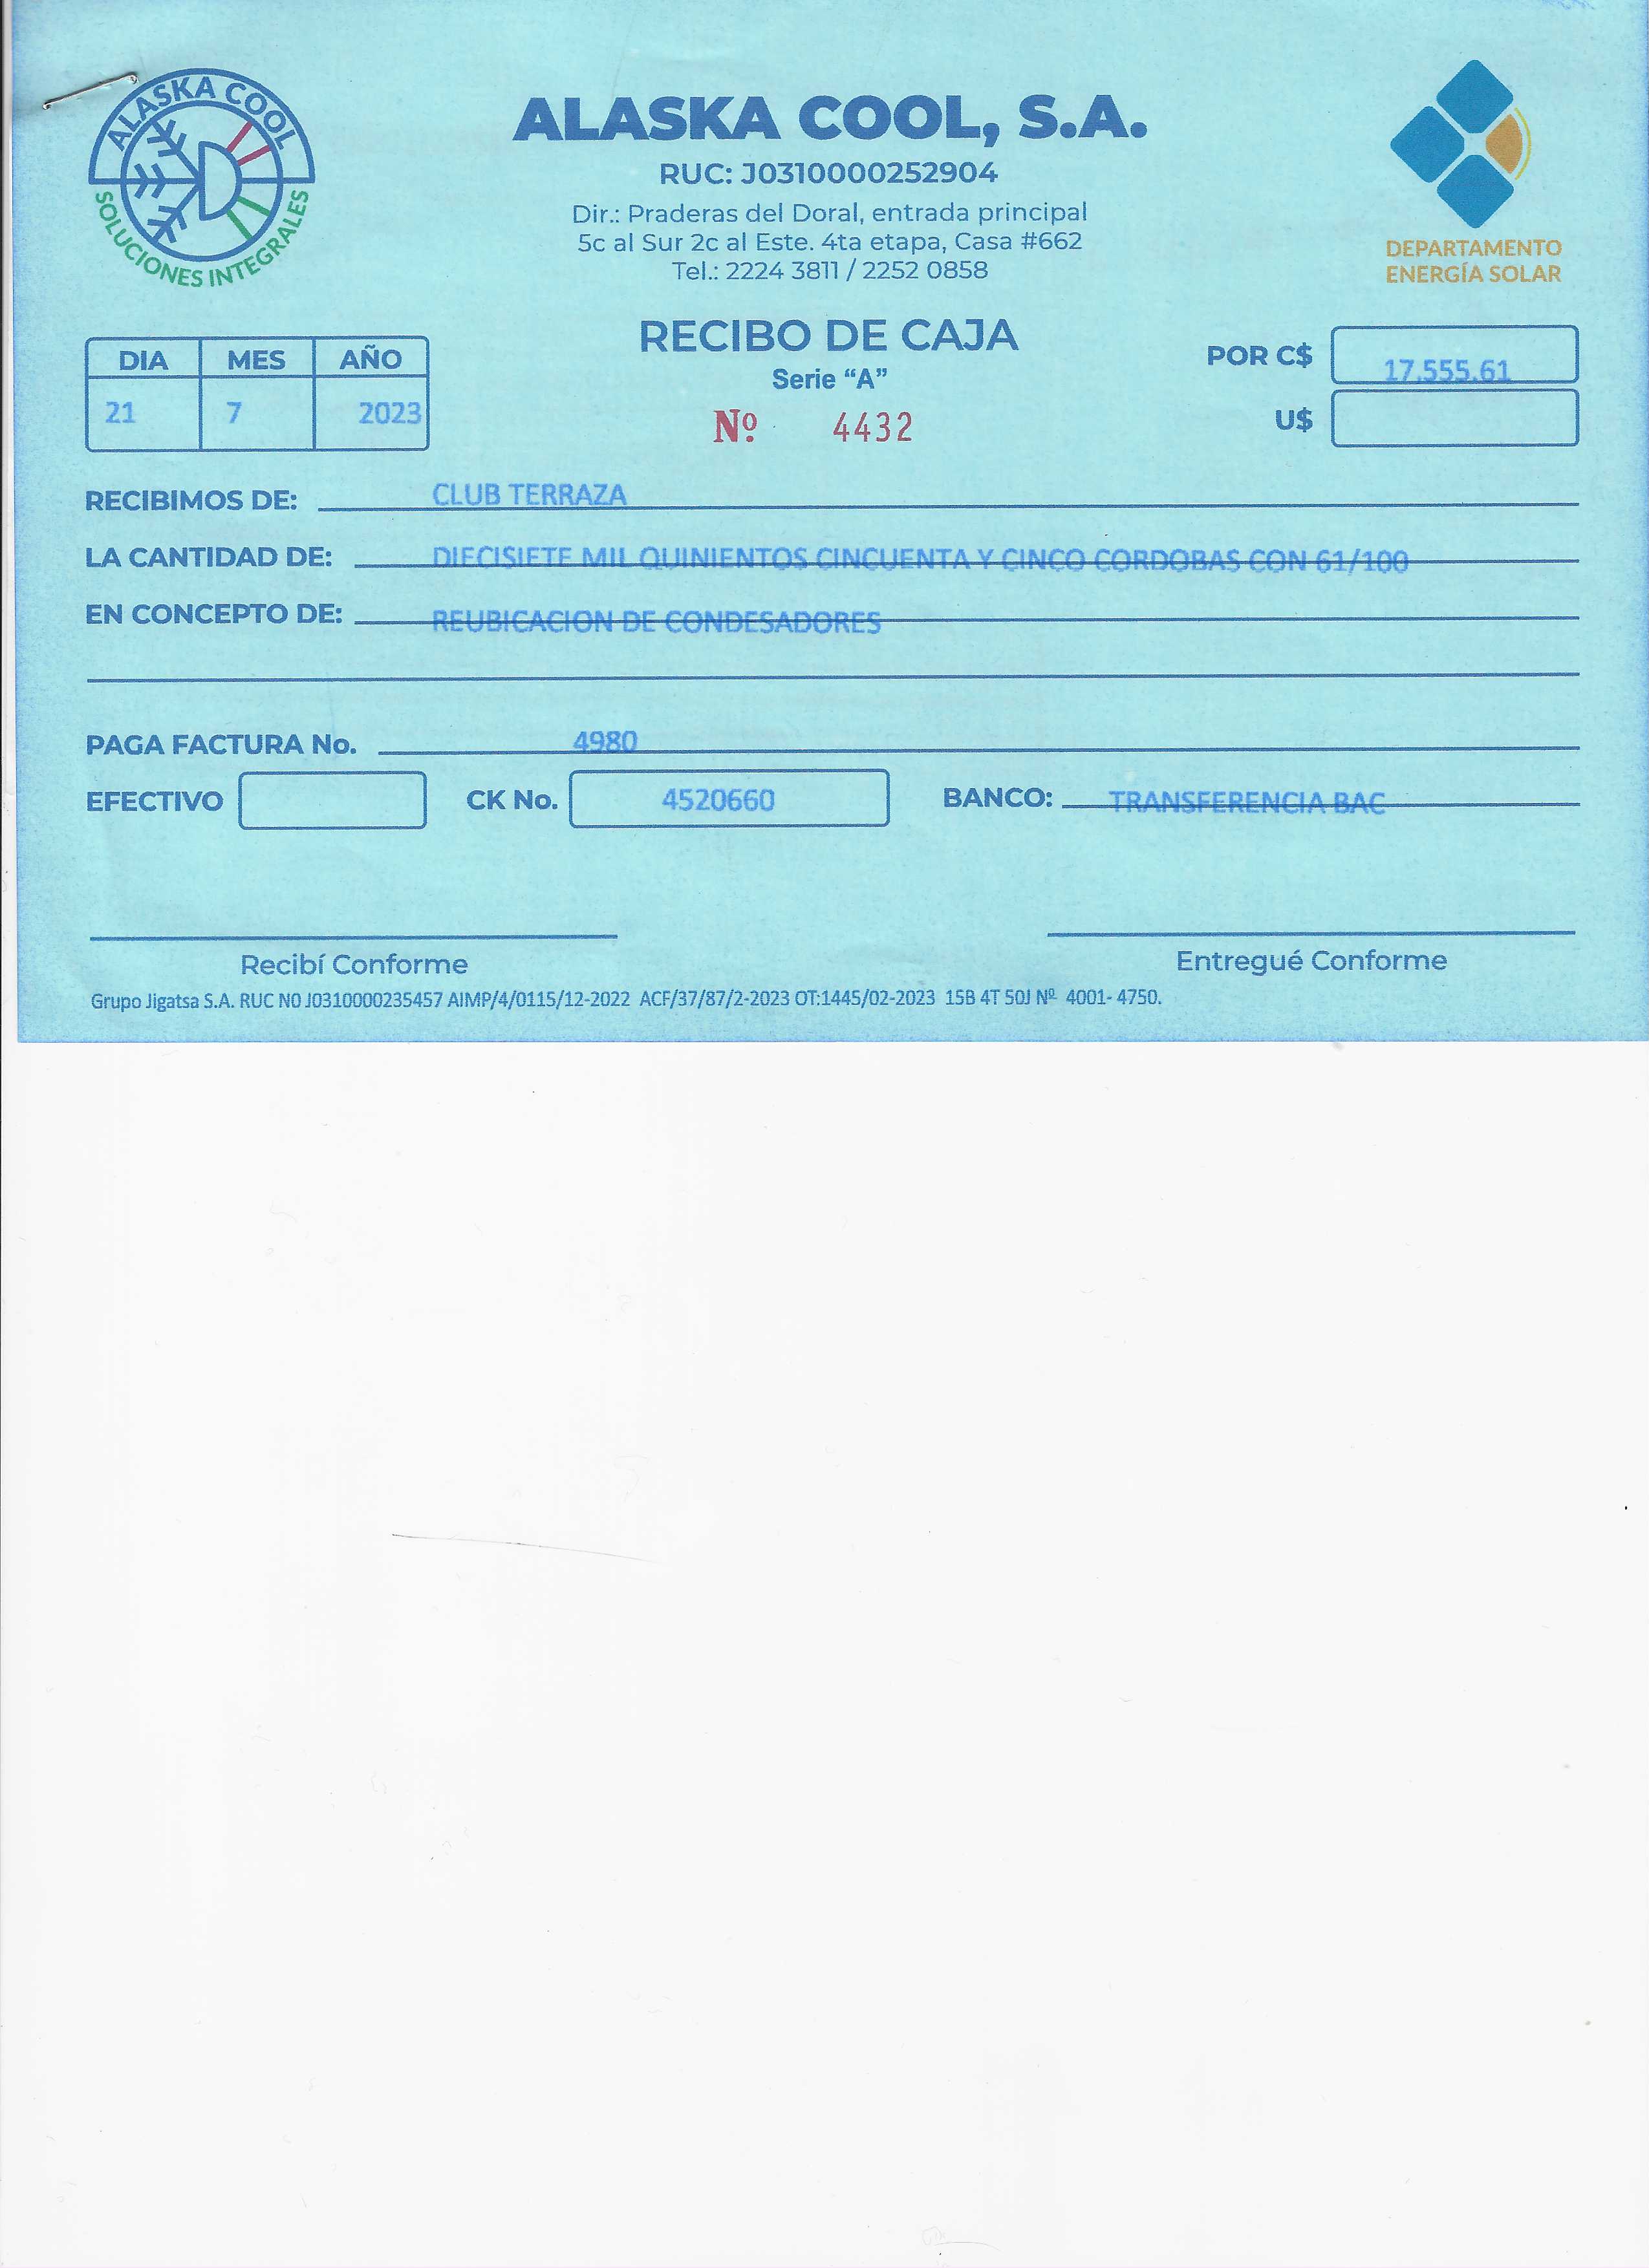 ALASKA COOL
SOLUCIONES INTEGRALES
ALASKA COOL, S.A.
RUC: J0310000252904
Dir.: Praderas del Doral, entrada principal
5c al Sur 2c al Este. 4ta etapa, Casa #662
Tel.: 2224 3811 / 2252 0858
DEPARTAMENTO
ENERGÍA SOLAR
RECIBO DE CAJA
Serie “A”
Nº 4432
DIA MES AÑO
21 7 2023
POR C$ 17.555.61
U$
RECIBIMOS DE: CLUB TERRAZA
LA CANTIDAD DE: DIECISIETE MIL QUINIENTOS CINCUENTA Y CINCO CORDOBAS CON 61/100
EN CONCEPTO DE: REUBICACION DE CONDESADORES
PAGA FACTURA No. 4980
EFECTIVO CK No. 4520660 BANCO: TRANSFERENCIA BAC
Recibí Conforme Entregué Conforme
Grupo Jigatsa S.A. RUC N0 J0310000235457 AIMP/4/0115/12-2022 ACF/37/87/2-2023 OT:1445/02-2023 15B 4T 50J Nº 4001- 4750.